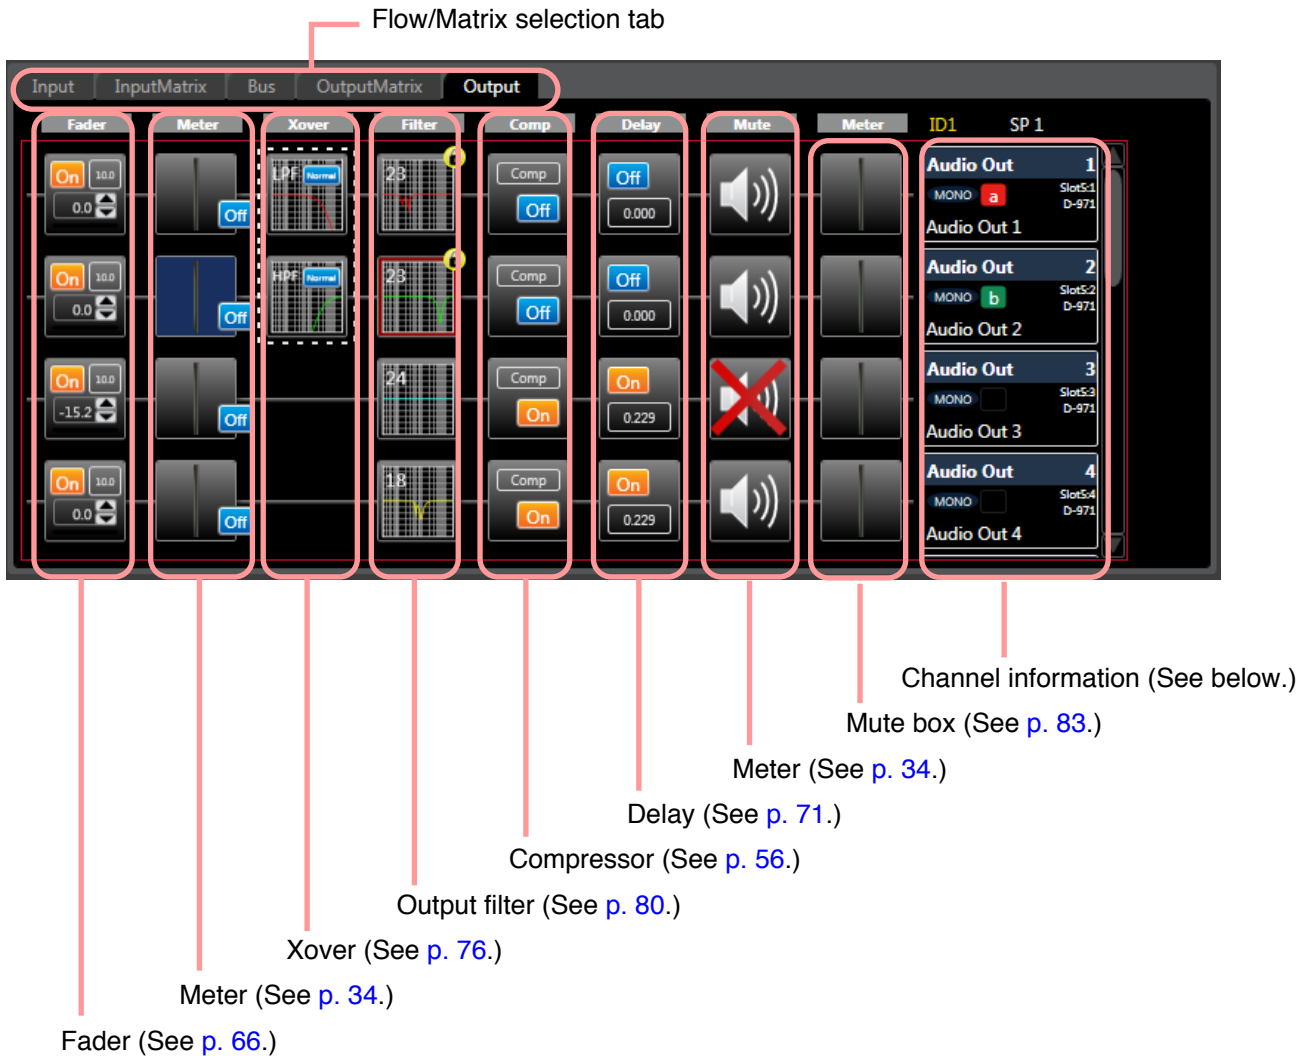 Flow/Matrix selection tab
Input InputMatrix Bus OutputMatrix Output
Fader Meter Xover Filter Comp Delay Mute Meter ID1 SP 1
On 10.0 LPF Normal 23 Comp Off Audio Out 1
0.0 Off Off 0.000 MONO a Slot5:1
D-971
Audio Out 1
On 10.0 HPF Normal 23 Comp Off Audio Out 2
0.0 Off Off 0.000 MONO b Slot5:2
D-971
Audio Out 2
On 10.0 24 Comp On Audio Out 3
-15.2 Off On 0.229 MONO Slot5:3
D-971
Audio Out 3
On 10.0 18 Comp On Audio Out 4
0.0 Off On 0.229 MONO Slot5:4
D-971
Audio Out 4
Channel information (See below.)
Mute box (See p. 83.)
Meter (See p. 34.)
Delay (See p. 71.)
Compressor (See p. 56.)
Output filter (See p. 80.)
Xover (See p. 76.)
Meter (See p. 34.)
Fader (See p. 66.)